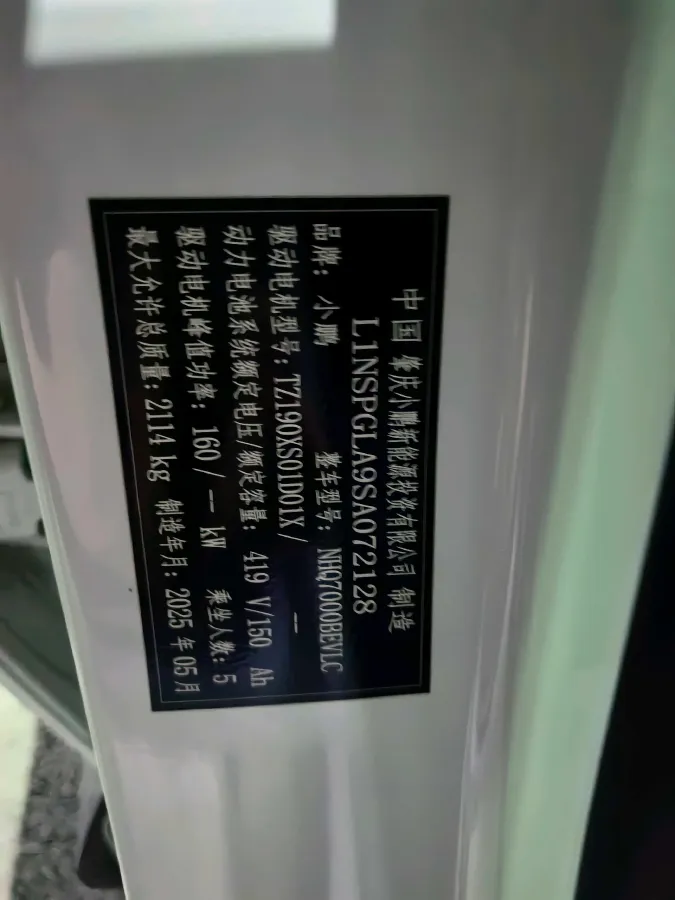 中国 肇庆小鹏新能源投资有限公司 制造
L1NSPGLA9SA072128
品牌： 小鹏 整车型号： NHQ7000BEVLC
驱动电机型号：TZ190XS01D01X / --
动力电池系统额定电压/额定容量： 419 V/150 Ah
驱动电机峰值功率： 160 / -- kW 乘坐人数：5
最大允许总质量： 2114 kg 制造年月：2025 年 05 月